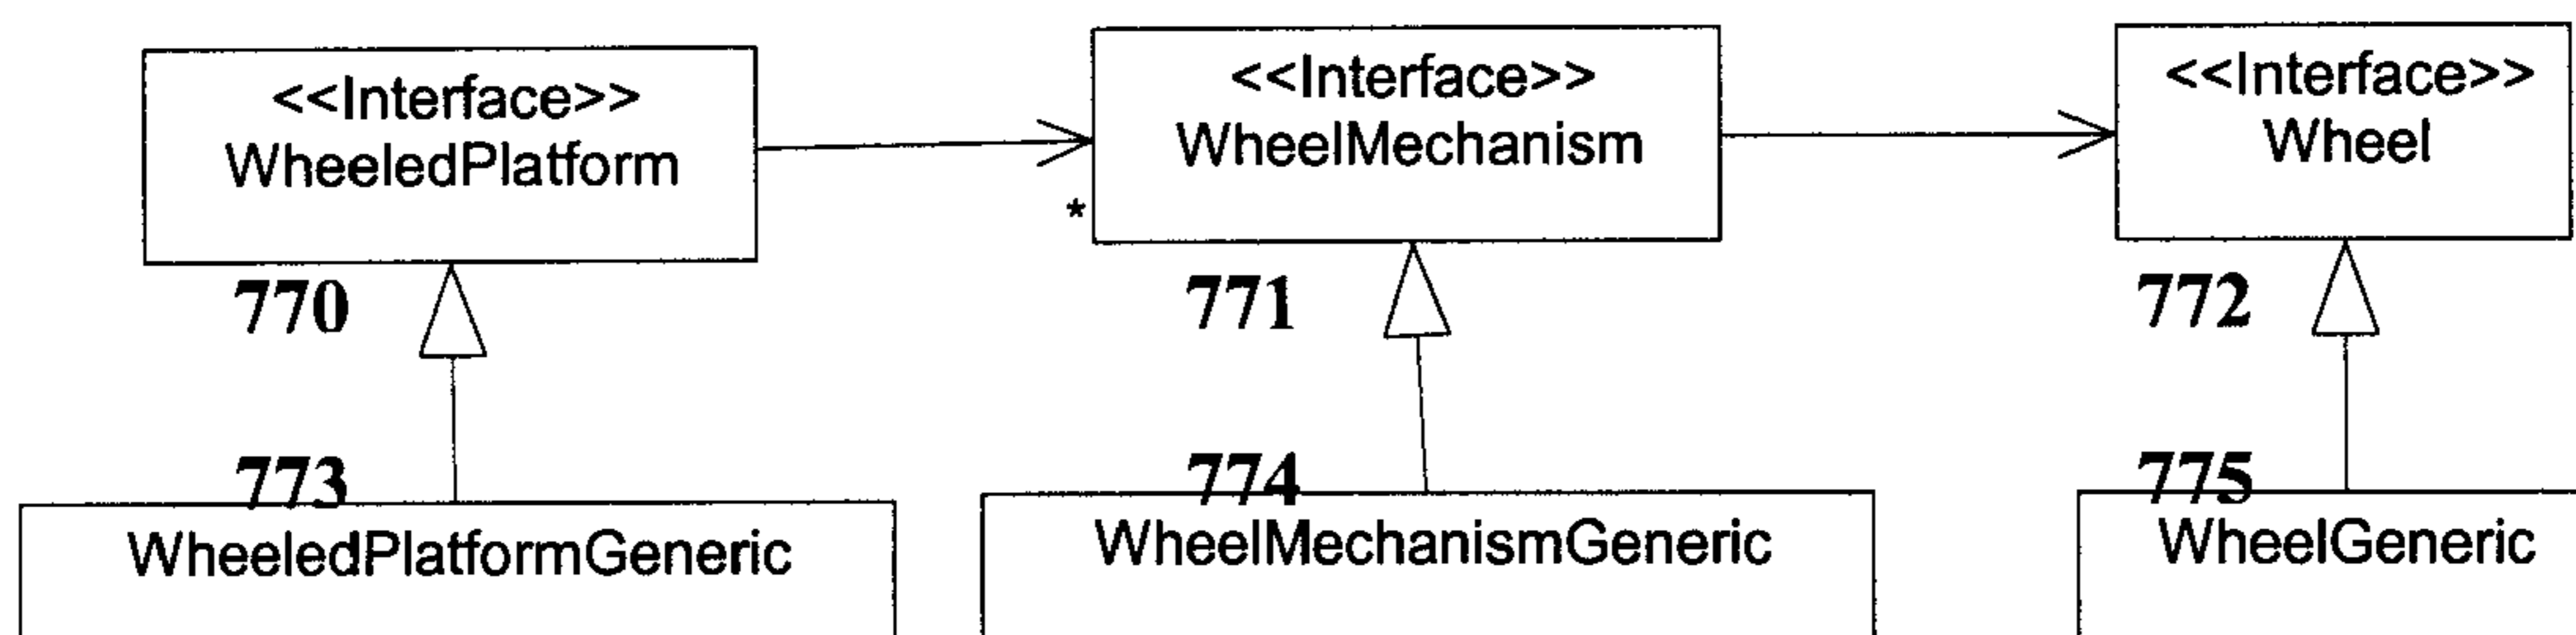 <<Interface>>
WheeledPlatform
<<Interface>>
WheelMechanism
<<Interface>>
Wheel
*
770
771
772
773
774
775
WheeledPlatformGeneric
WheelMechanismGeneric
WheelGeneric